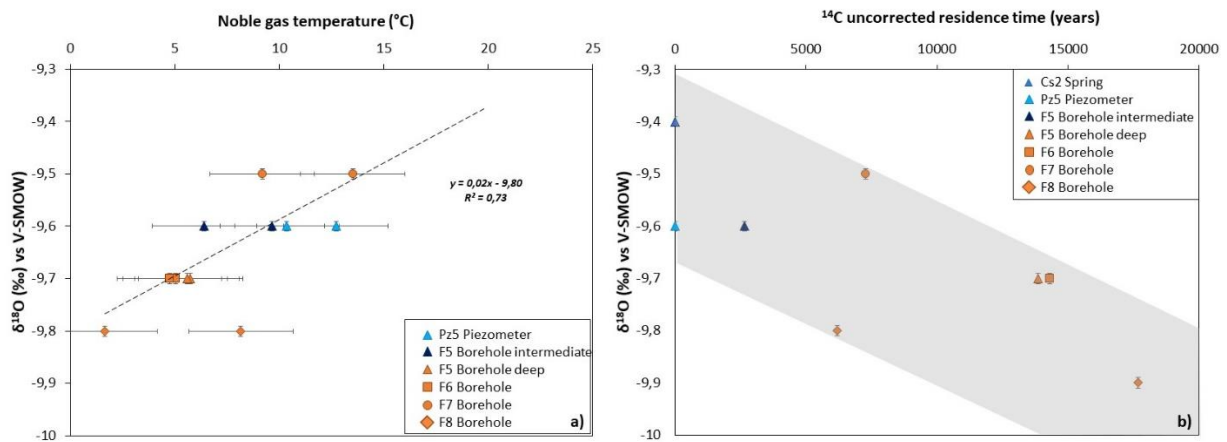 Noble gas temperature (°C)
0 5 10 15 20 25
-9,3
-9,4
-9,5
-9,6
-9,7
-9,8
-9,9
-10
δ¹⁸O (‰) vs V-SMOW)
y = 0,02x - 9,80
R² = 0,73
Pz5 Piezometer
F5 Borehole intermediate
F5 Borehole deep
F6 Borehole
F7 Borehole
F8 Borehole
a)
¹⁴C uncorrected residence time (years)
0 5000 10000 15000 20000
-9,3
-9,4
-9,5
-9,6
-9,7
-9,8
-9,9
-10
δ¹⁸O (‰) vs V-SMOW)
Cs2 Spring
Pz5 Piezometer
F5 Borehole intermediate
F5 Borehole deep
F6 Borehole
F7 Borehole
F8 Borehole
b)